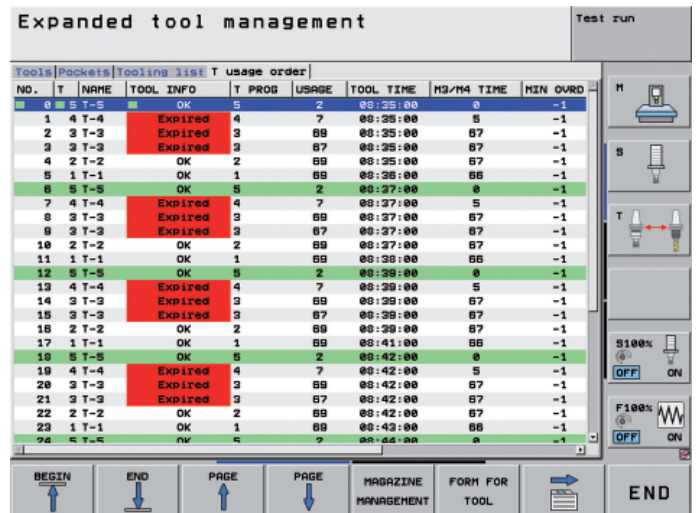 Expanded tool management
Test run
Tools Pockets Tooling list T usage order
NO. T NAME TOOL INFO T PROG USAGE TOOL TIME M3/M4 TIME MIN OVRD
0 5 T-5 OK 5 2 08:35:00 0 -1
1 4 T-4 Expired 4 7 08:35:00 5 -1
2 3 T-3 Expired 3 69 08:35:00 67 -1
3 3 T-3 Expired 3 67 08:35:00 67 -1
4 2 T-2 OK 2 69 08:35:00 67 -1
5 1 T-1 OK 1 69 08:36:00 66 -1
6 5 T-5 OK 5 2 08:37:00 0 -1
7 4 T-4 Expired 4 7 08:37:00 5 -1
8 3 T-3 Expired 3 69 08:37:00 67 -1
9 3 T-3 Expired 3 67 08:37:00 67 -1
10 2 T-2 OK 2 69 08:37:00 67 -1
11 1 T-1 OK 1 69 08:38:00 66 -1
12 5 T-5 OK 5 2 08:39:00 0 -1
13 4 T-4 Expired 4 7 08:39:00 5 -1
14 3 T-3 Expired 3 69 08:39:00 67 -1
15 3 T-3 Expired 3 67 08:39:00 67 -1
16 2 T-2 OK 2 69 08:39:00 67 -1
17 1 T-1 OK 1 69 08:41:00 66 -1
18 5 T-5 OK 5 2 08:42:00 0 -1
19 4 T-4 Expired 4 7 08:42:00 5 -1
20 3 T-3 Expired 3 69 08:42:00 67 -1
21 3 T-3 Expired 3 67 08:42:00 67 -1
22 2 T-2 OK 2 69 08:42:00 67 -1
23 1 T-1 OK 1 69 08:43:00 66 -1
24 5 T-5 OK 5 2 08:44:00 0 -1
M
S
T
S100%
OFF ON
F100%
OFF ON
BEGIN
END
PAGE
PAGE
MAGAZINE
MANAGEMENT
FORM FOR
TOOL
END